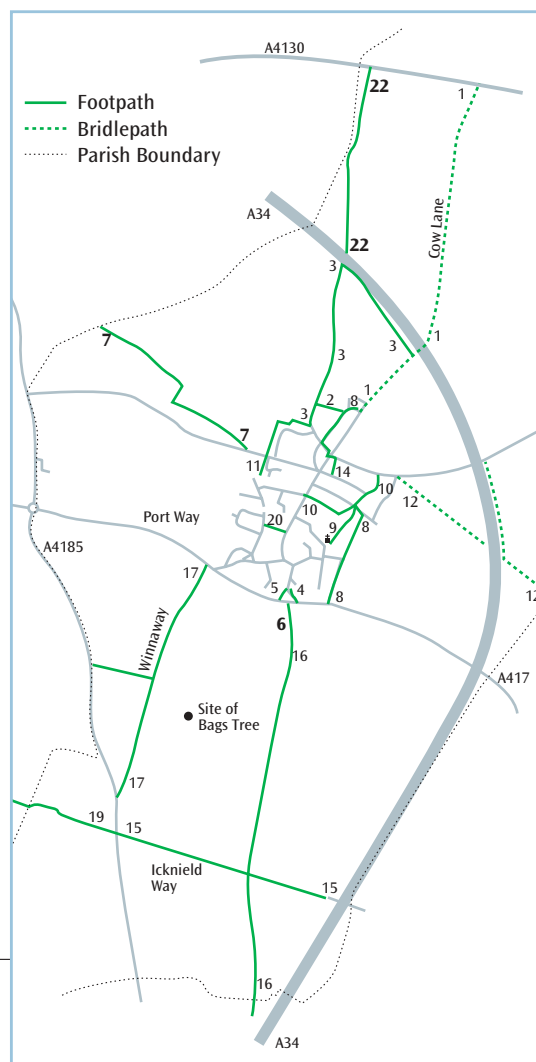 A4130
22
1
Footpath
Bridlepath
Parish Boundary
Cow Lane
A34
22
3
1
3
3
7
1
2
8
3
7
11
14
10
12
10
Port Way
20
9
8
A4185
17
5
4
8
12
6
16
Winnaway
A417
Site of
Bags Tree
17
19
15
Icknield
Way
15
16
A34